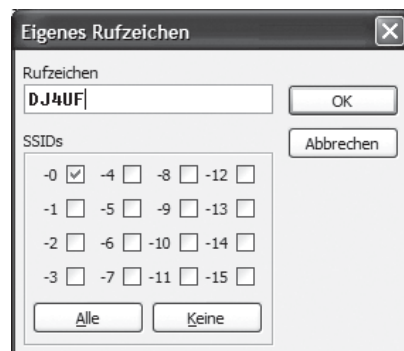 Eigenes Rufzeichen
Rufzeichen
DJ4UF
OK
SSIDs
Abbrechen
-0 -4 -8 -12
-1 -5 -9 -13
-2 -6 -10 -14
-3 -7 -11 -15
Alle Keine